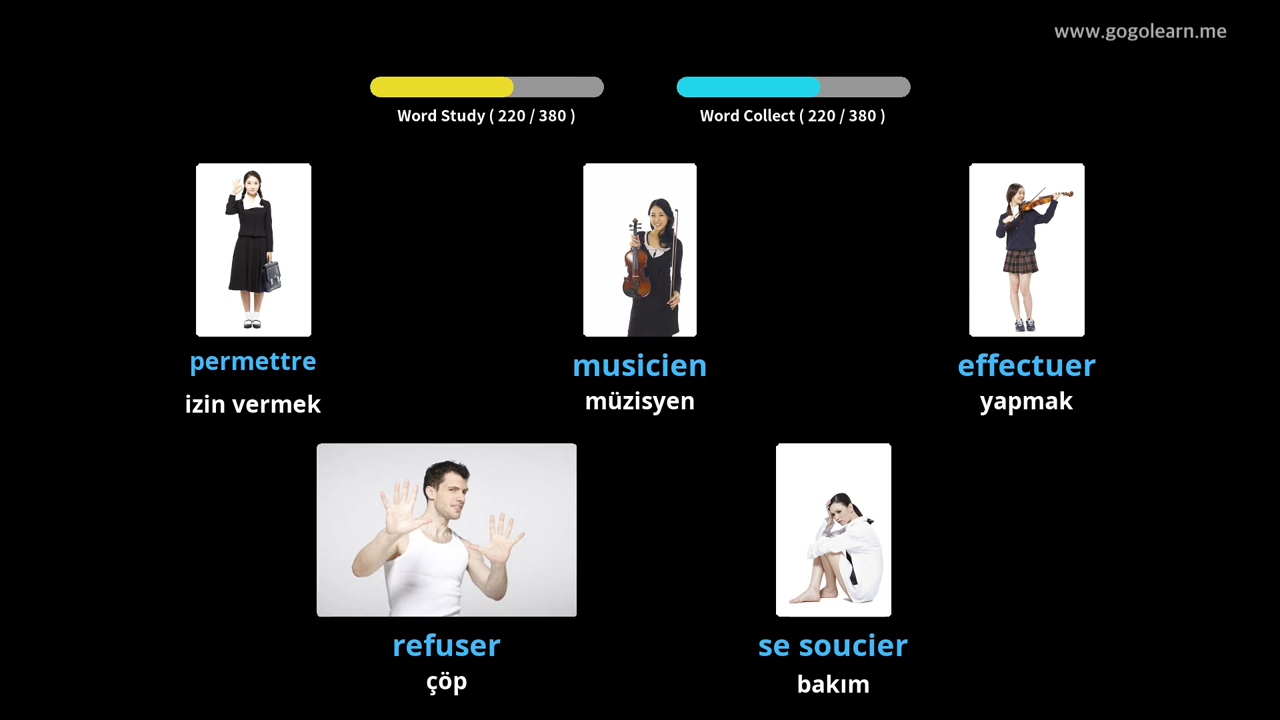 www.gogolearn.me
Word Study ( 220 / 380 )
Word Collect ( 220 / 380 )
permettre
izin vermek
musicien
müzisyen
effectuer
yapmak
refuser
çöp
se soucier
bakım